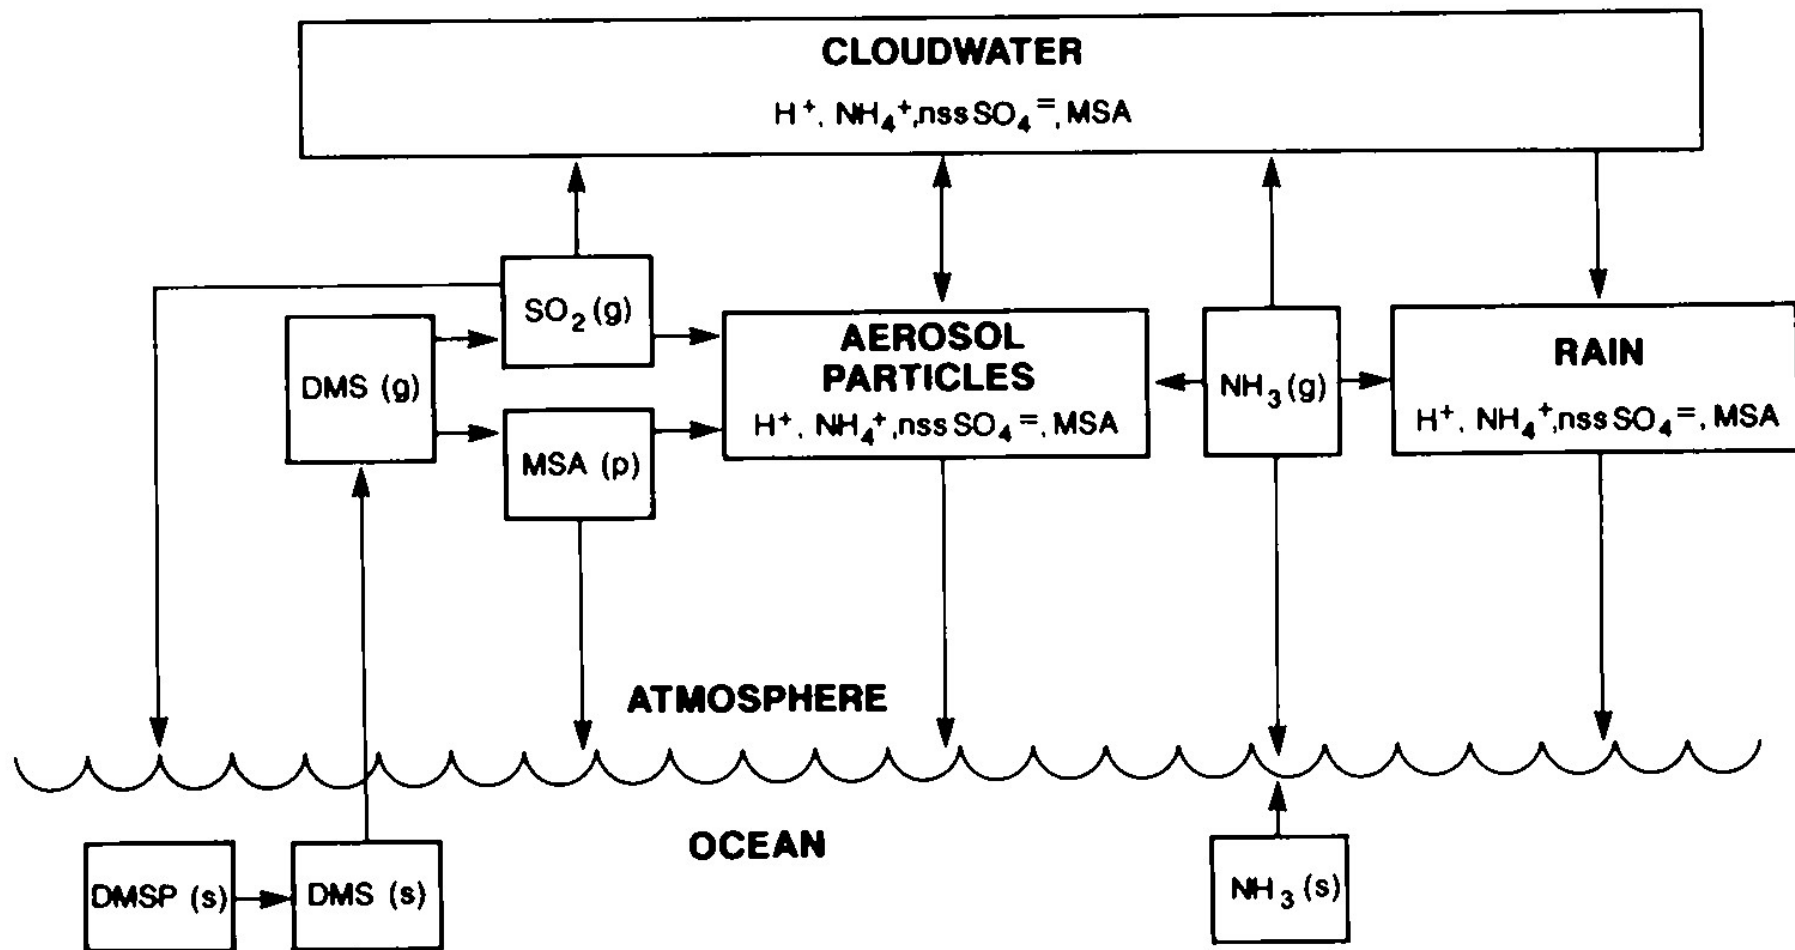 CLOUDWATER
H⁺, NH₄⁺,nss SO₄⁼, MSA
SO₂ (g)
DMS (g)
MSA (p)
AEROSOL
PARTICLES
H⁺, NH₄⁺,nss SO₄⁼, MSA
NH₃ (g)
RAIN
H⁺, NH₄⁺,nss SO₄⁼, MSA
ATMOSPHERE
OCEAN
DMSP (s)
DMS (s)
NH₃ (s)